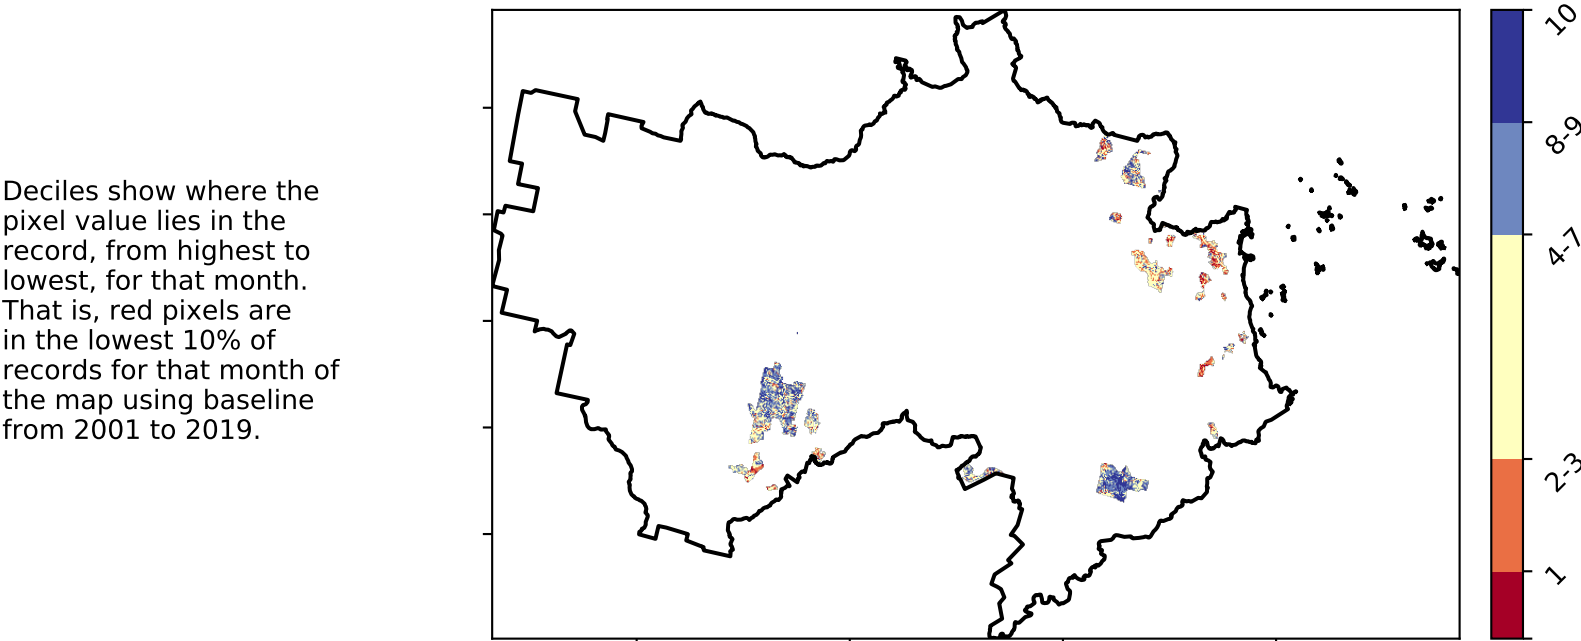 Deciles show where the
pixel value lies in the
record, from highest to
lowest, for that month.
That is, red pixels are
in the lowest 10% of
records for that month of
the map using baseline
from 2001 to 2019.
10
8-9
4-7
2-3
1